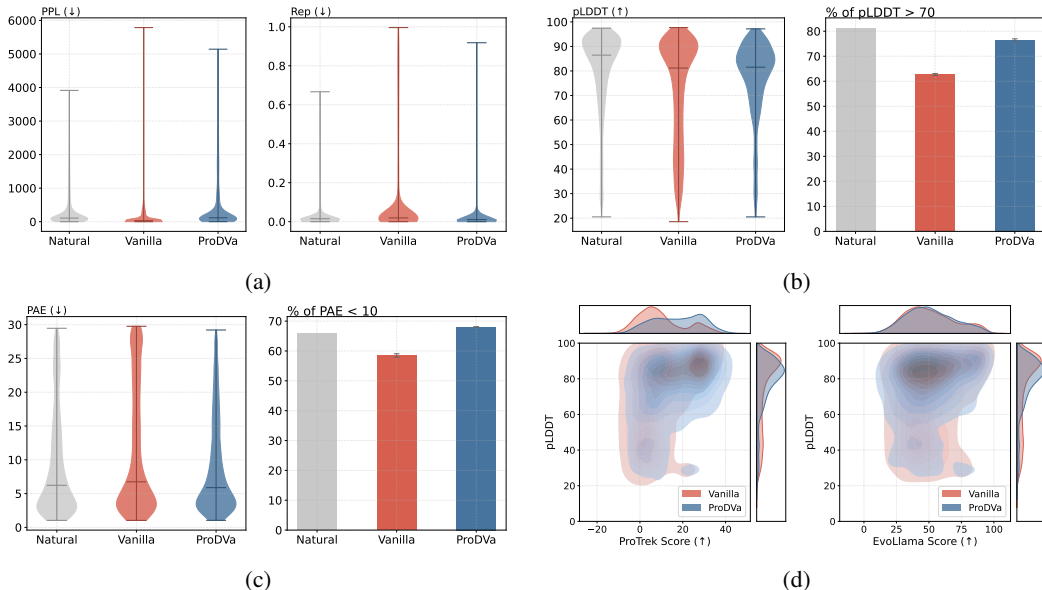 PPL (↓)
6000
5000
4000
3000
2000
1000
0
Natural Vanilla ProDVa
Rep (↓)
1.0
0.8
0.6
0.4
0.2
0.0
Natural Vanilla ProDVa
(a)
pLDDT (↑)
100
90
80
70
60
50
40
30
20
Natural Vanilla ProDVa
% of pLDDT > 70
80
70
60
50
40
30
20
10
0
Natural Vanilla ProDVa
(b)
PAE (↓)
30
25
20
15
10
5
0
Natural Vanilla ProDVa
% of PAE < 10
70
60
50
40
30
20
10
0
Natural Vanilla ProDVa
(c)
pLDDT
100
80
60
40
20
0
Vanilla
ProDVa
−20 0 20 40
ProTrek Score (↑)
pLDDT
100
80
60
40
20
0
Vanilla
ProDVa
0 25 50 75 100
EvoLlama Score (↑)
(d)